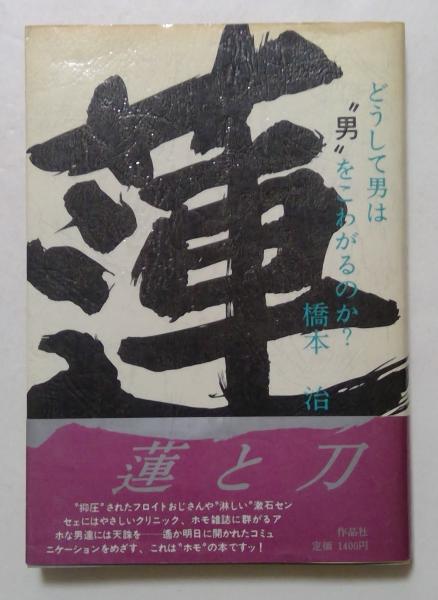 蓮
どうして男は
“男”をこわがるのか?
橋本 治
蓮と刀
“抑圧”されたフロイトおじさんや“淋しい”漱石セン
セェにはやさしいクリニック、ホモ雑誌に群がるア
ホな男達には天誅を──遥か明日に開かれたコミュ
ニケーションをめざす、これは“ホモ”の本ですッ!
作品社
定価 1400円